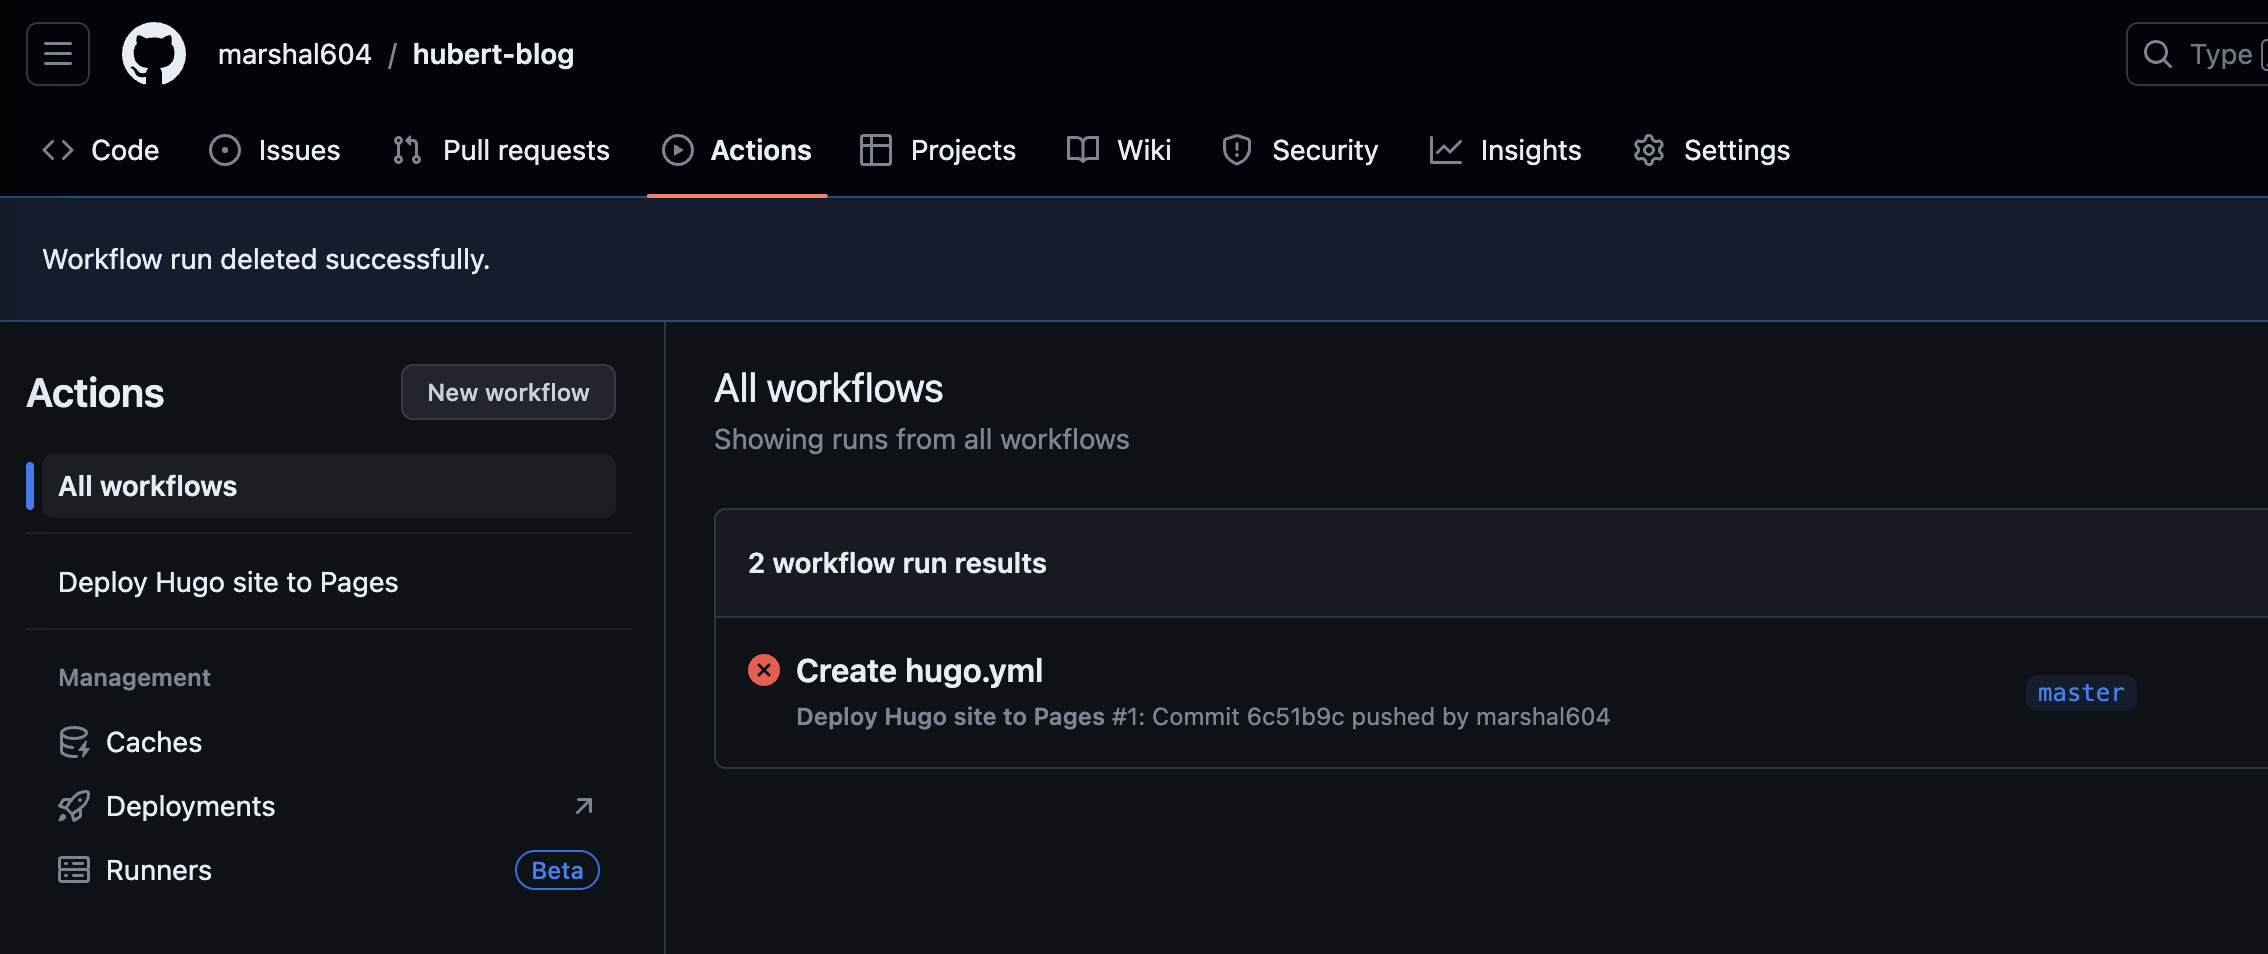 marshal604 / hubert-blog
Type
Code Issues Pull requests Actions Projects Wiki Security Insights Settings
Workflow run deleted successfully.
Actions
New workflow
All workflows
Deploy Hugo site to Pages
Management
Caches
Deployments
Runners Beta
All workflows
Showing runs from all workflows
2 workflow run results
Create hugo.yml
Deploy Hugo site to Pages #1: Commit 6c51b9c pushed by marshal604
master